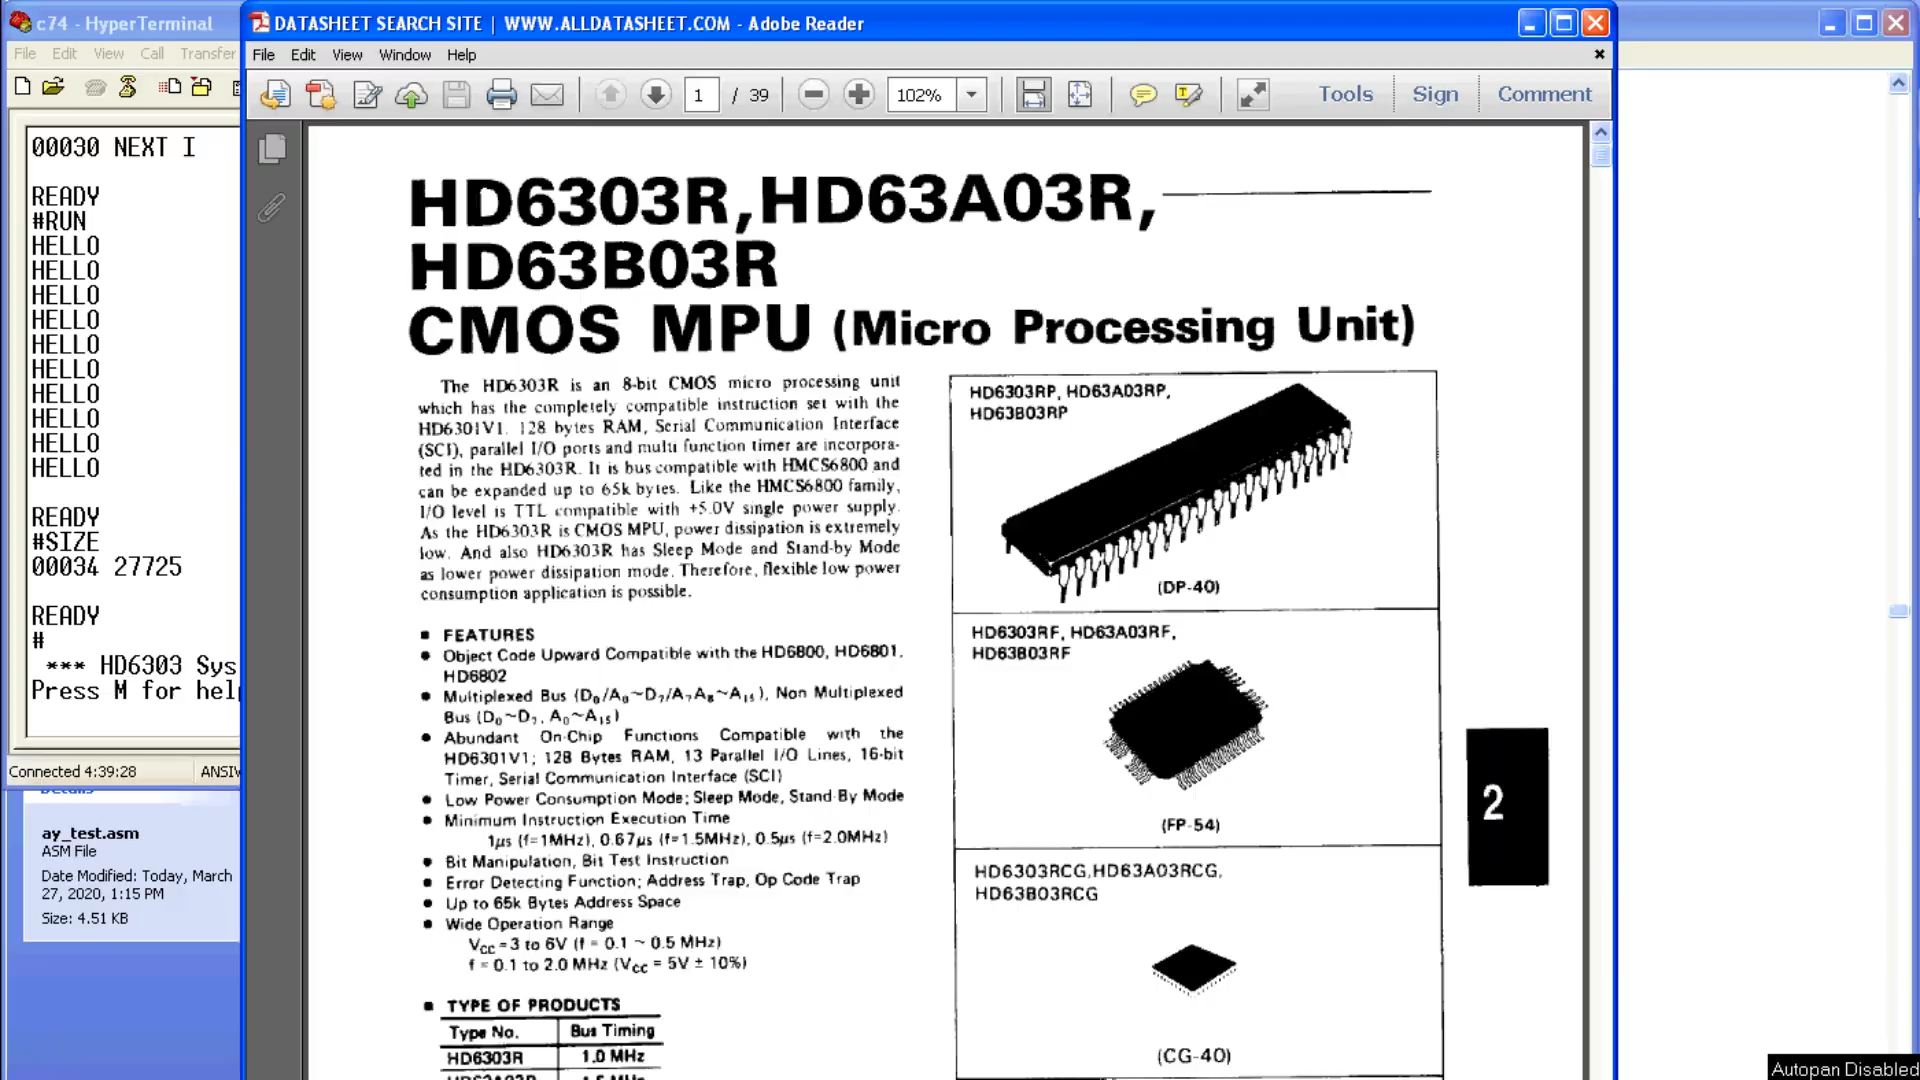 c74 - HyperTerminal
File Edit View Call Transfer
00030 NEXT I
READY
#RUN
HELLO
HELLO
HELLO
HELLO
HELLO
HELLO
HELLO
HELLO
HELLO
HELLO
READY
#SIZE
00034 27725
READY
#
*** HD6303 Sys
Press M for hel
Connected 4:39:28 ANSI
ay_test.asm
ASM File
Date Modified: Today, March
27, 2020, 1:15 PM
Size: 4.51 KB
DATASHEET SEARCH SITE | WWW.ALLDATASHEET.COM - Adobe Reader
File Edit View Window Help
1 / 39 102% Tools Sign Comment
HD6303R,HD63A03R,
HD63B03R
CMOS MPU (Micro Processing Unit)
The HD6303R is an 8-bit CMOS micro processing unit
which has the completely compatible instruction set with the
HD6301V1. 128 bytes RAM, Serial Communication Interface
(SCI), parallel I/O ports and multi function timer are incorpora-
ted in the HD6303R. It is bus compatible with HMCS6800 and
can be expanded up to 65k bytes. Like the HMCS6800 family,
I/O level is TTL compatible with +5.0V single power supply.
As the HD6303R is CMOS MPU, power dissipation is extremely
low. And also HD6303R has Sleep Mode and Stand-by Mode
as lower power dissipation mode. Therefore, flexible low power
consumption application is possible.
■ FEATURES
● Object Code Upward Compatible with the HD6800, HD6801,
HD6802
● Multiplexed Bus (D₀/A₀~D₇/A₇ A₈~A₁₅), Non Multiplexed
Bus (D₀~D₇, A₀~A₁₅)
● Abundant On-Chip Functions Compatible with the
HD6301V1; 128 Bytes RAM, 13 Parallel I/O Lines, 16-bit
Timer, Serial Communication Interface (SCI)
● Low Power Consumption Mode; Sleep Mode, Stand-By Mode
● Minimum Instruction Execution Time
1μs (f=1MHz), 0.67μs (f=1.5MHz), 0.5μs (f=2.0MHz)
● Bit Manipulation, Bit Test Instruction
● Error Detecting Function; Address Trap, Op Code Trap
● Up to 65k Bytes Address Space
● Wide Operation Range
Vcc = 3 to 6V (f = 0.1 ~ 0.5 MHz)
f = 0.1 to 2.0 MHz (Vcc = 5V ± 10%)
■ TYPE OF PRODUCTS
Type No. Bus Timing
HD6303R 1.0 MHz
HD6303RP, HD63A03RP,
HD63B03RP
(DP-40)
HD6303RF, HD63A03RF,
HD63B03RF
(FP-54)
HD6303RCG,HD63A03RCG,
HD63B03RCG
(CG-40)
2
Autopan Disabled